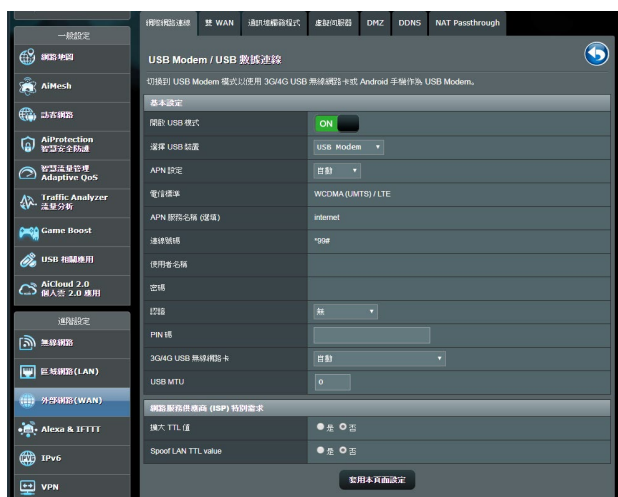 網際網路連線 雙 WAN 通訊埠觸發程式 虛擬伺服器 DMZ DDNS NAT Passthrough
一般設定
網路地圖
AiMesh
訪客網路
AiProtection
智慧安全防護
智慧流量管理
Adaptive QoS
Traffic Analyzer
流量分析
Game Boost
USB 相關應用
AiCloud 2.0
個人雲 2.0 應用
進階設定
無線網路
區域網路(LAN)
外部網路(WAN)
Alexa & IFTTT
IPv6
VPN
USB Modem / USB 數據連線
切換到 USB Modem 模式以使用 3G/4G USB 無線網路卡或 Android 手機作為 USB Modem。
基本設定
開啟 USB 模式 ON
選擇 USB 裝置 USB Modem
APN 設定 自動
電信標準 WCDMA (UMTS) / LTE
APN 服務名稱 (選填) internet
連線號碼 *99#
使用者名稱
密碼
認證 無
PIN 碼
3G/4G USB 無線網路卡 自動
USB MTU 0
網路服務供應商 (ISP) 特別需求
擴大 TTL 值 是 否
Spoof LAN TTL value 是 否
套用本頁面設定